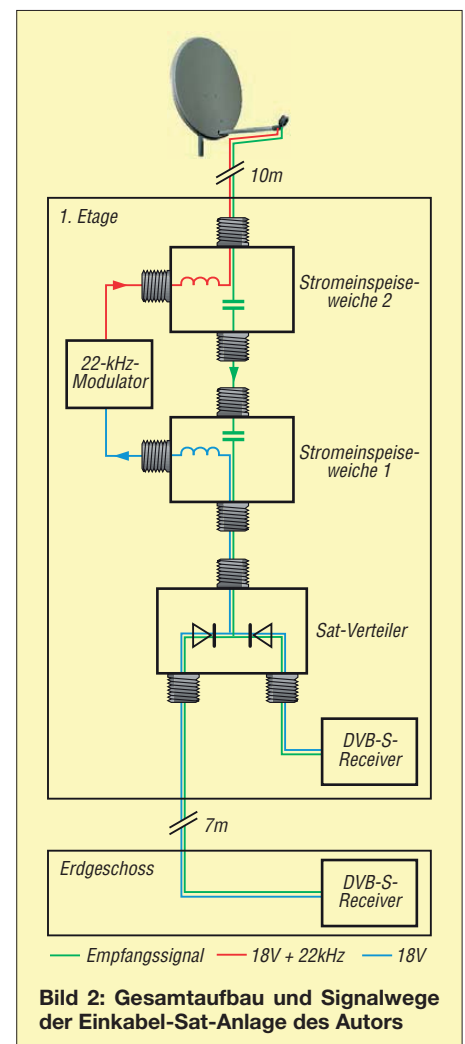 10m
1. Etage
Stromeinspeise-
weiche 2
22-kHz-
Modulator
Stromeinspeise-
weiche 1
Sat-Verteiler
DVB-S-
Receiver
7m
Erdgeschoss
DVB-S-
Receiver
Empfangssignal
18V + 22kHz
18V
Bild 2: Gesamtaufbau und Signalwege
der Einkabel-Sat-Anlage des Autors